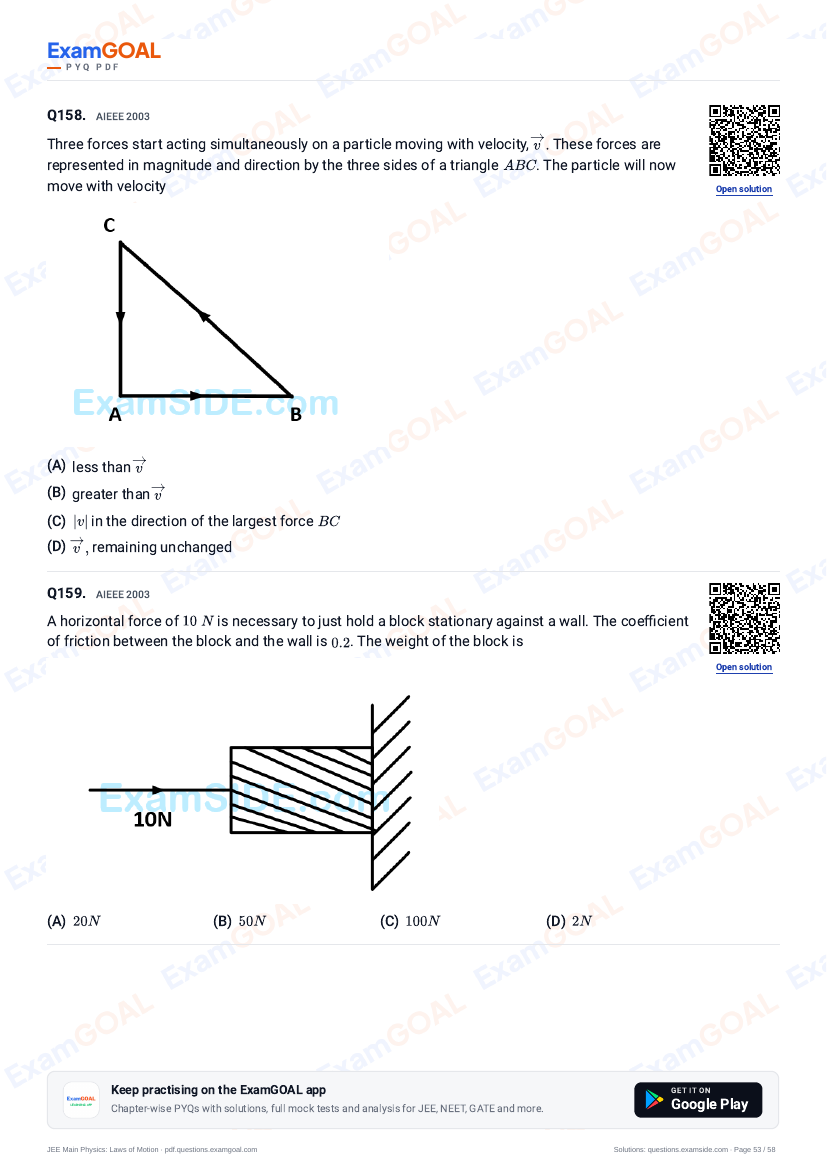 ExamGOAL
PYQ PDF
Q158. AIEEE 2003
Three forces start acting simultaneously on a particle moving with velocity, $\overrightarrow{v}$. These forces are
represented in magnitude and direction by the three sides of a triangle ABC. The particle will now
move with velocity
Open solution
C
A
B
ExamSIDE.com
(A) less than $\overrightarrow{v}$
(B) greater than $\overrightarrow{v}$
(C) |v| in the direction of the largest force BC
(D) $\overrightarrow{v}$, remaining unchanged
Q159. AIEEE 2003
A horizontal force of 10 N is necessary to just hold a block stationary against a wall. The coefficient
of friction between the block and the wall is 0.2. The weight of the block is
Open solution
ExamSIDE.com
10N
(A) 20N (B) 50N (C) 100N (D) 2N
ExamGOAL
Keep practising on the ExamGOAL app
Chapter-wise PYQs with solutions, full mock tests and analysis for JEE, NEET, GATE and more.
GET IT ON
Google Play
JEE Main Physics: Laws of Motion · pdf.questions.examgoal.com
Solutions: questions.examside.com · Page 53 / 58